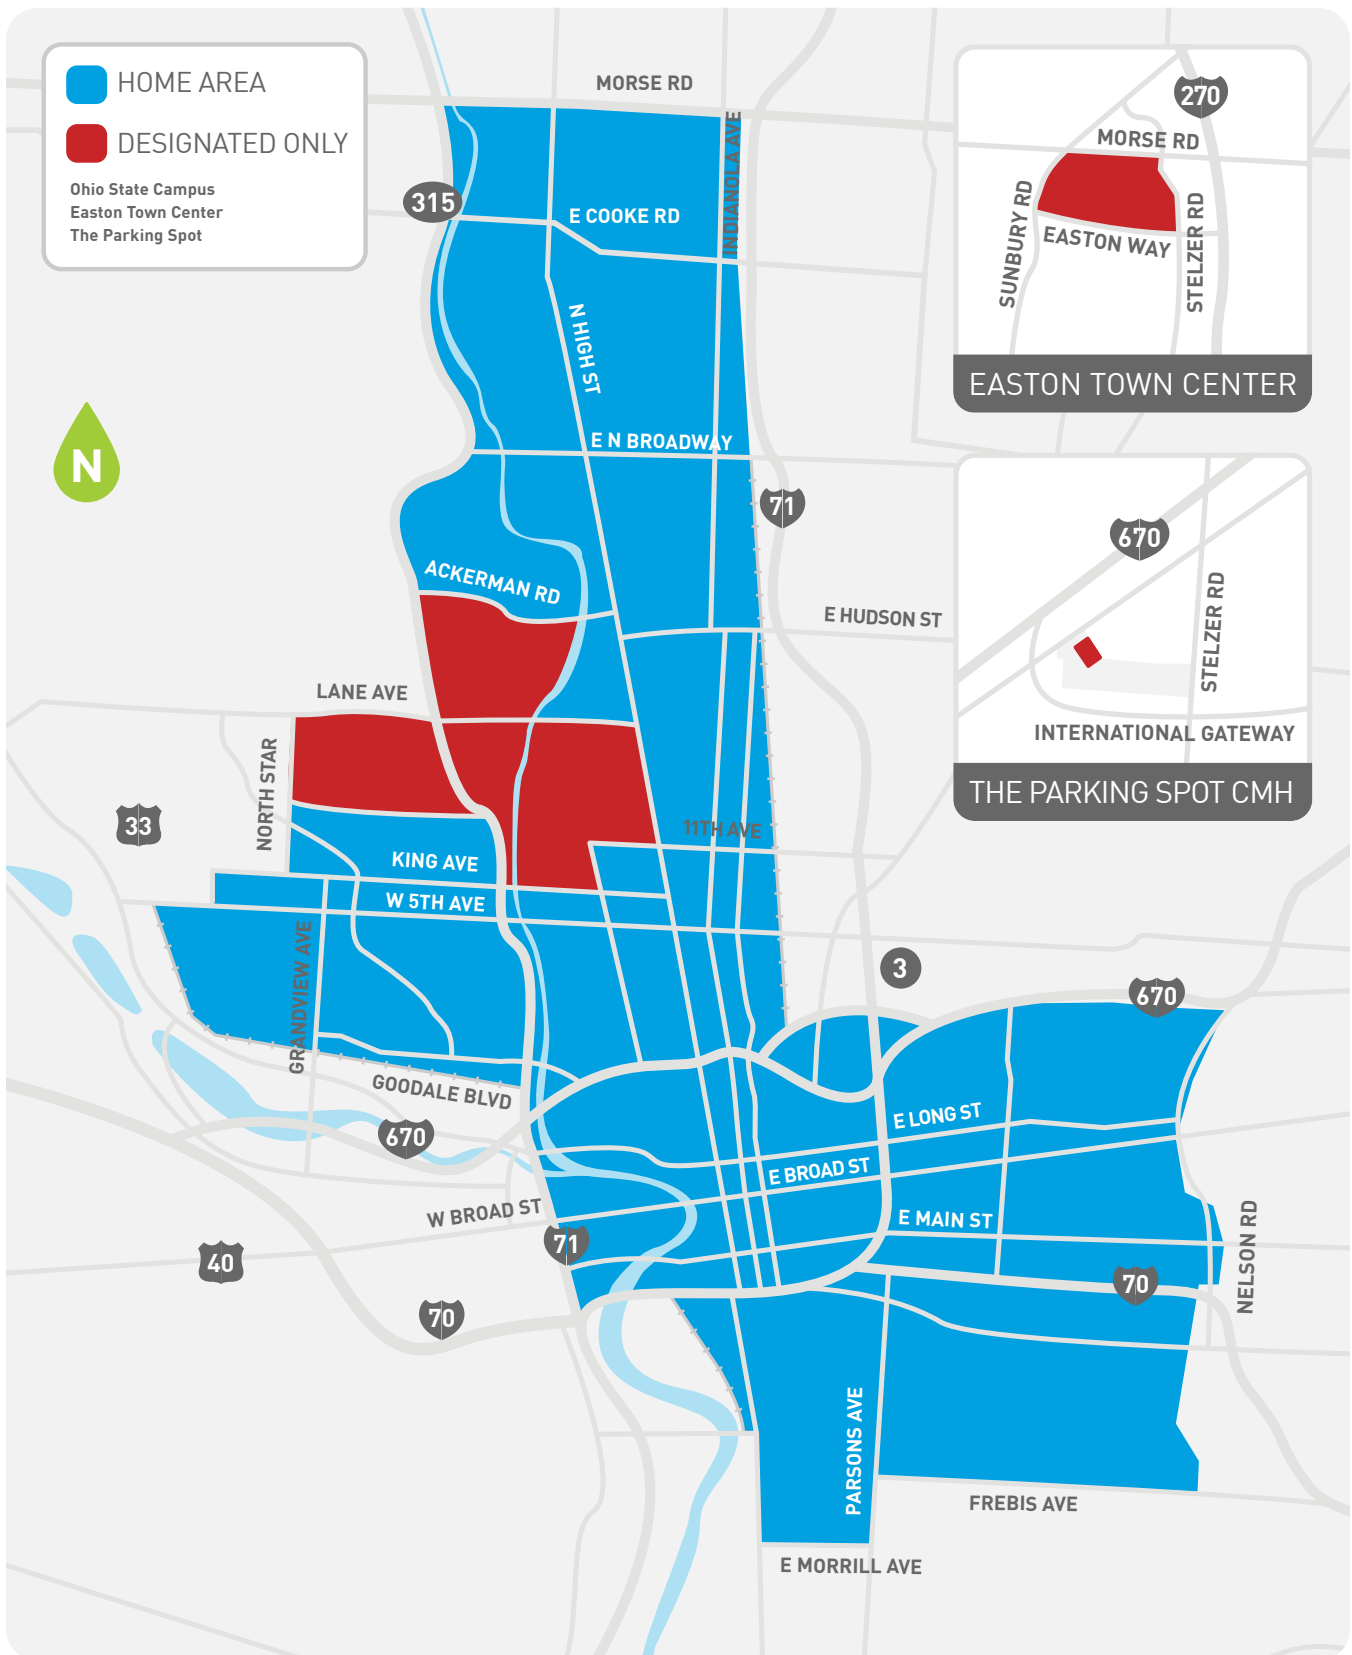 HOME AREA
DESIGNATED ONLY
Ohio State Campus
Easton Town Center
The Parking Spot
N
MORSE RD
INDIANOLA AVE
315
E COOKE RD
N HIGH ST
E N BROADWAY
71
ACKERMAN RD
E HUDSON ST
LANE AVE
NORTH STAR
33
11TH AVE
KING AVE
W 5TH AVE
GRANDVIEW AVE
3
670
GOODALE BLVD
670
E LONG ST
E BROAD ST
W BROAD ST
E MAIN ST
NELSON RD
71
40
70
70
PARSONS AVE
FREBIS AVE
E MORRILL AVE
270
MORSE RD
SUNBURY RD
EASTON WAY
STELZER RD
EASTON TOWN CENTER
670
STELZER RD
INTERNATIONAL GATEWAY
THE PARKING SPOT CMH